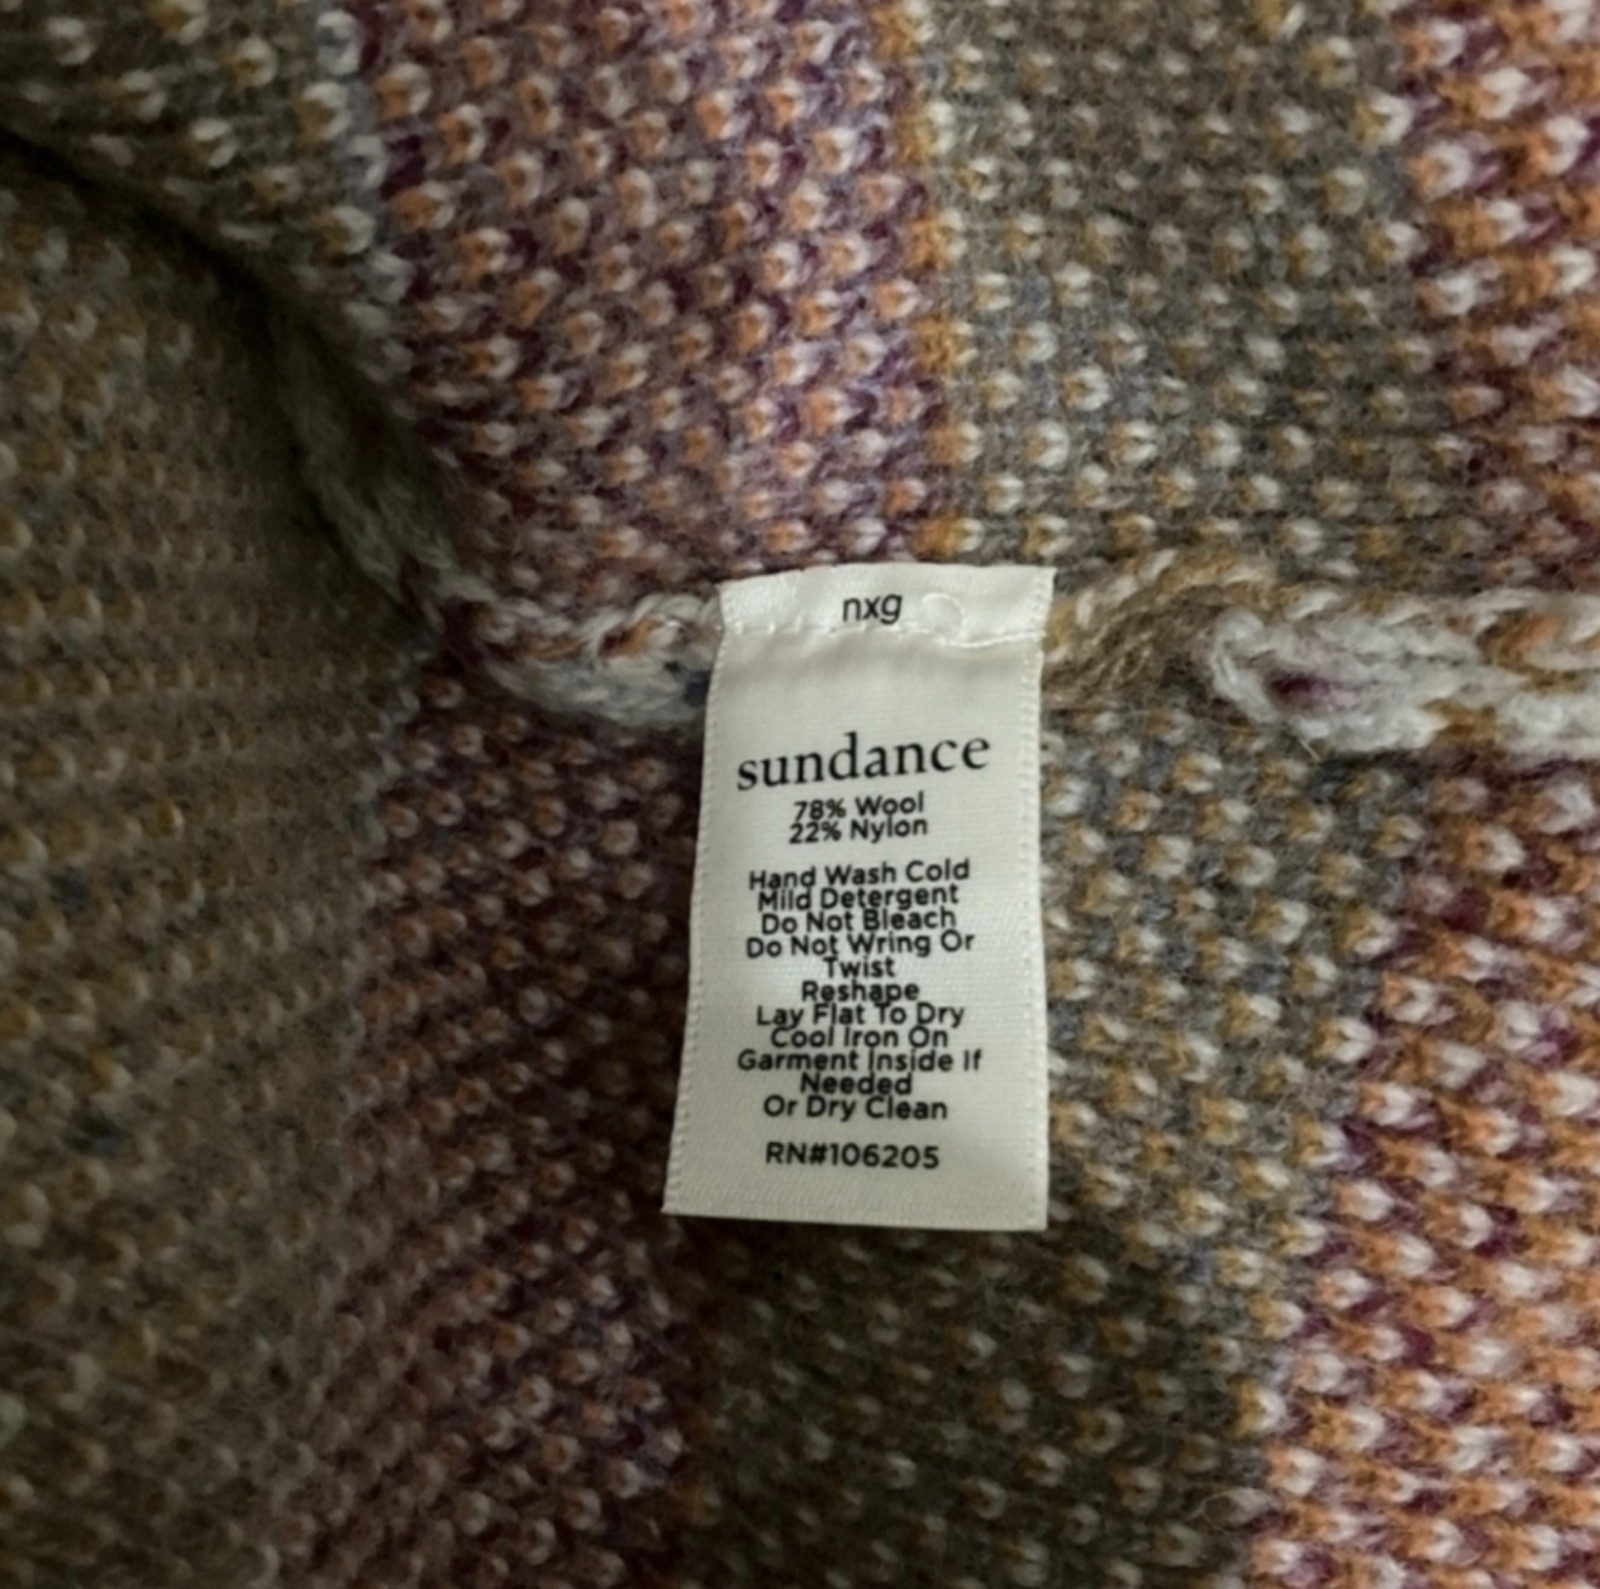 nxg
sundance
78% Wool
22% Nylon
Hand Wash Cold
Mild Detergent
Do Not Bleach
Do Not Wring Or
Twist
Reshape
Lay Flat To Dry
Cool Iron On
Garment Inside If
Needed
Or Dry Clean
RN#106205